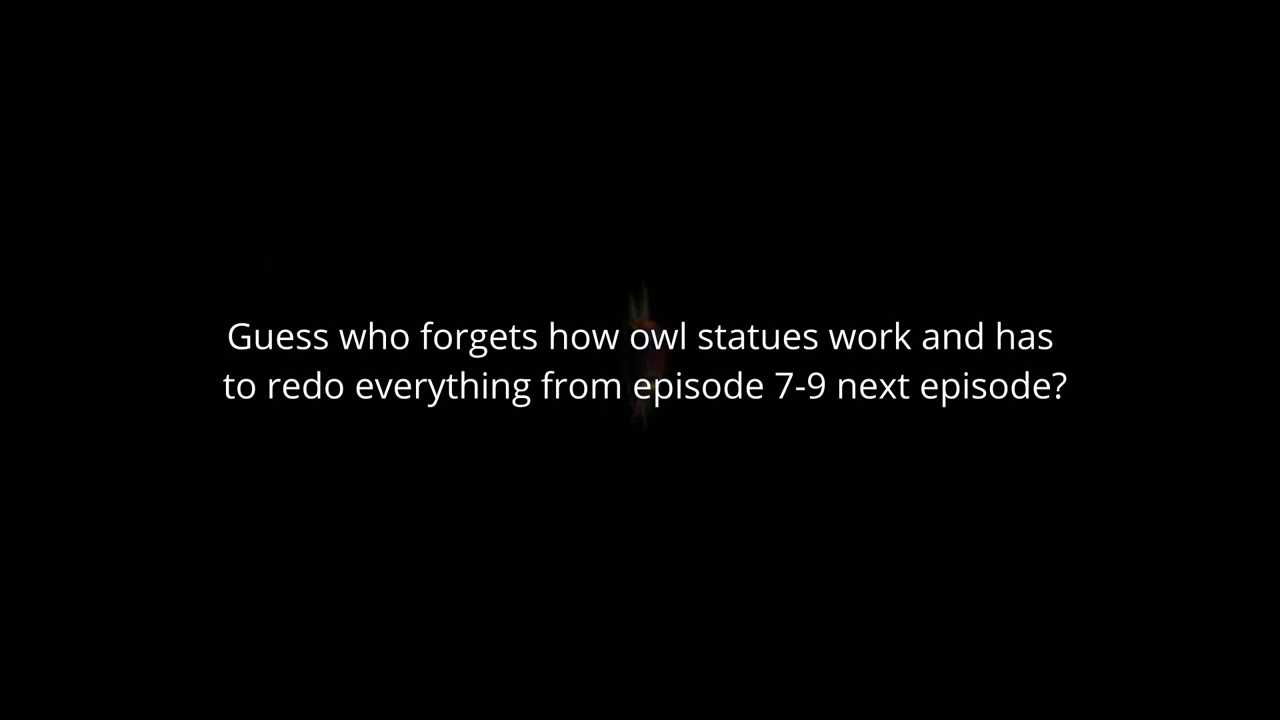 Guess who forgets how owl statues work and has
to redo everything from episode 7-9 next episode?